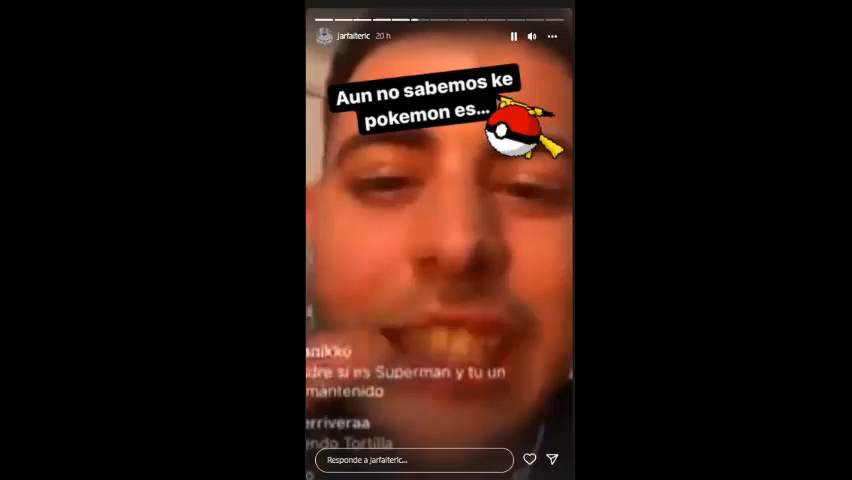 jarfaiteric 20 h
Aun no sabemos ke
pokemon es...
anikko
dre si es Superman y tu un
mantenido
erriveraa
endo Tortilla
Responde a jarfaiteric...